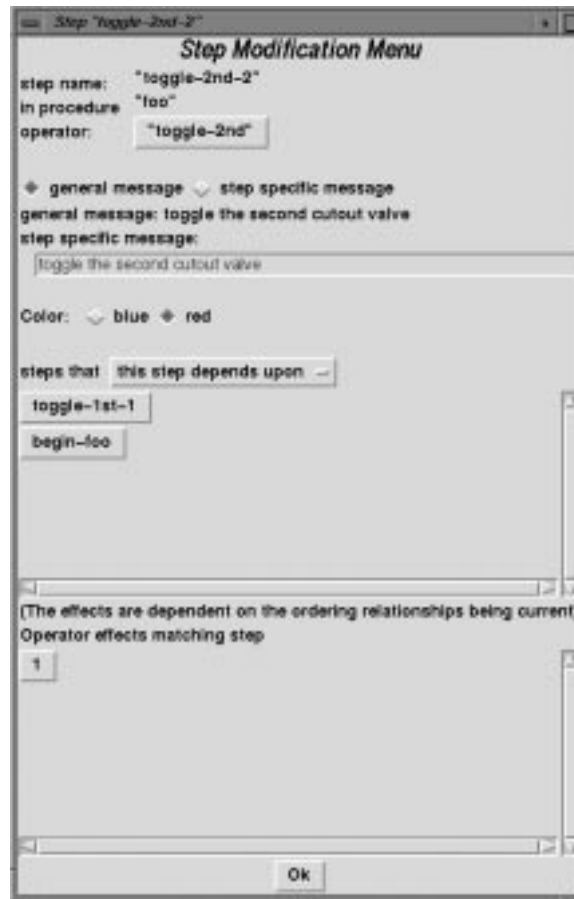 Step "toggle-2nd-2"
Step Modification Menu
step name: "toggle-2nd-2"
in procedure "foo"
operator: "toggle-2nd"
general message step specific message
general message: toggle the second cutout valve
step specific message:
toggle the second cutout valve
Color: blue red
steps that this step depends upon
toggle-1st-1
begin-foo
(The effects are dependent on the ordering relationships being current
Operator effects matching step
1
Ok